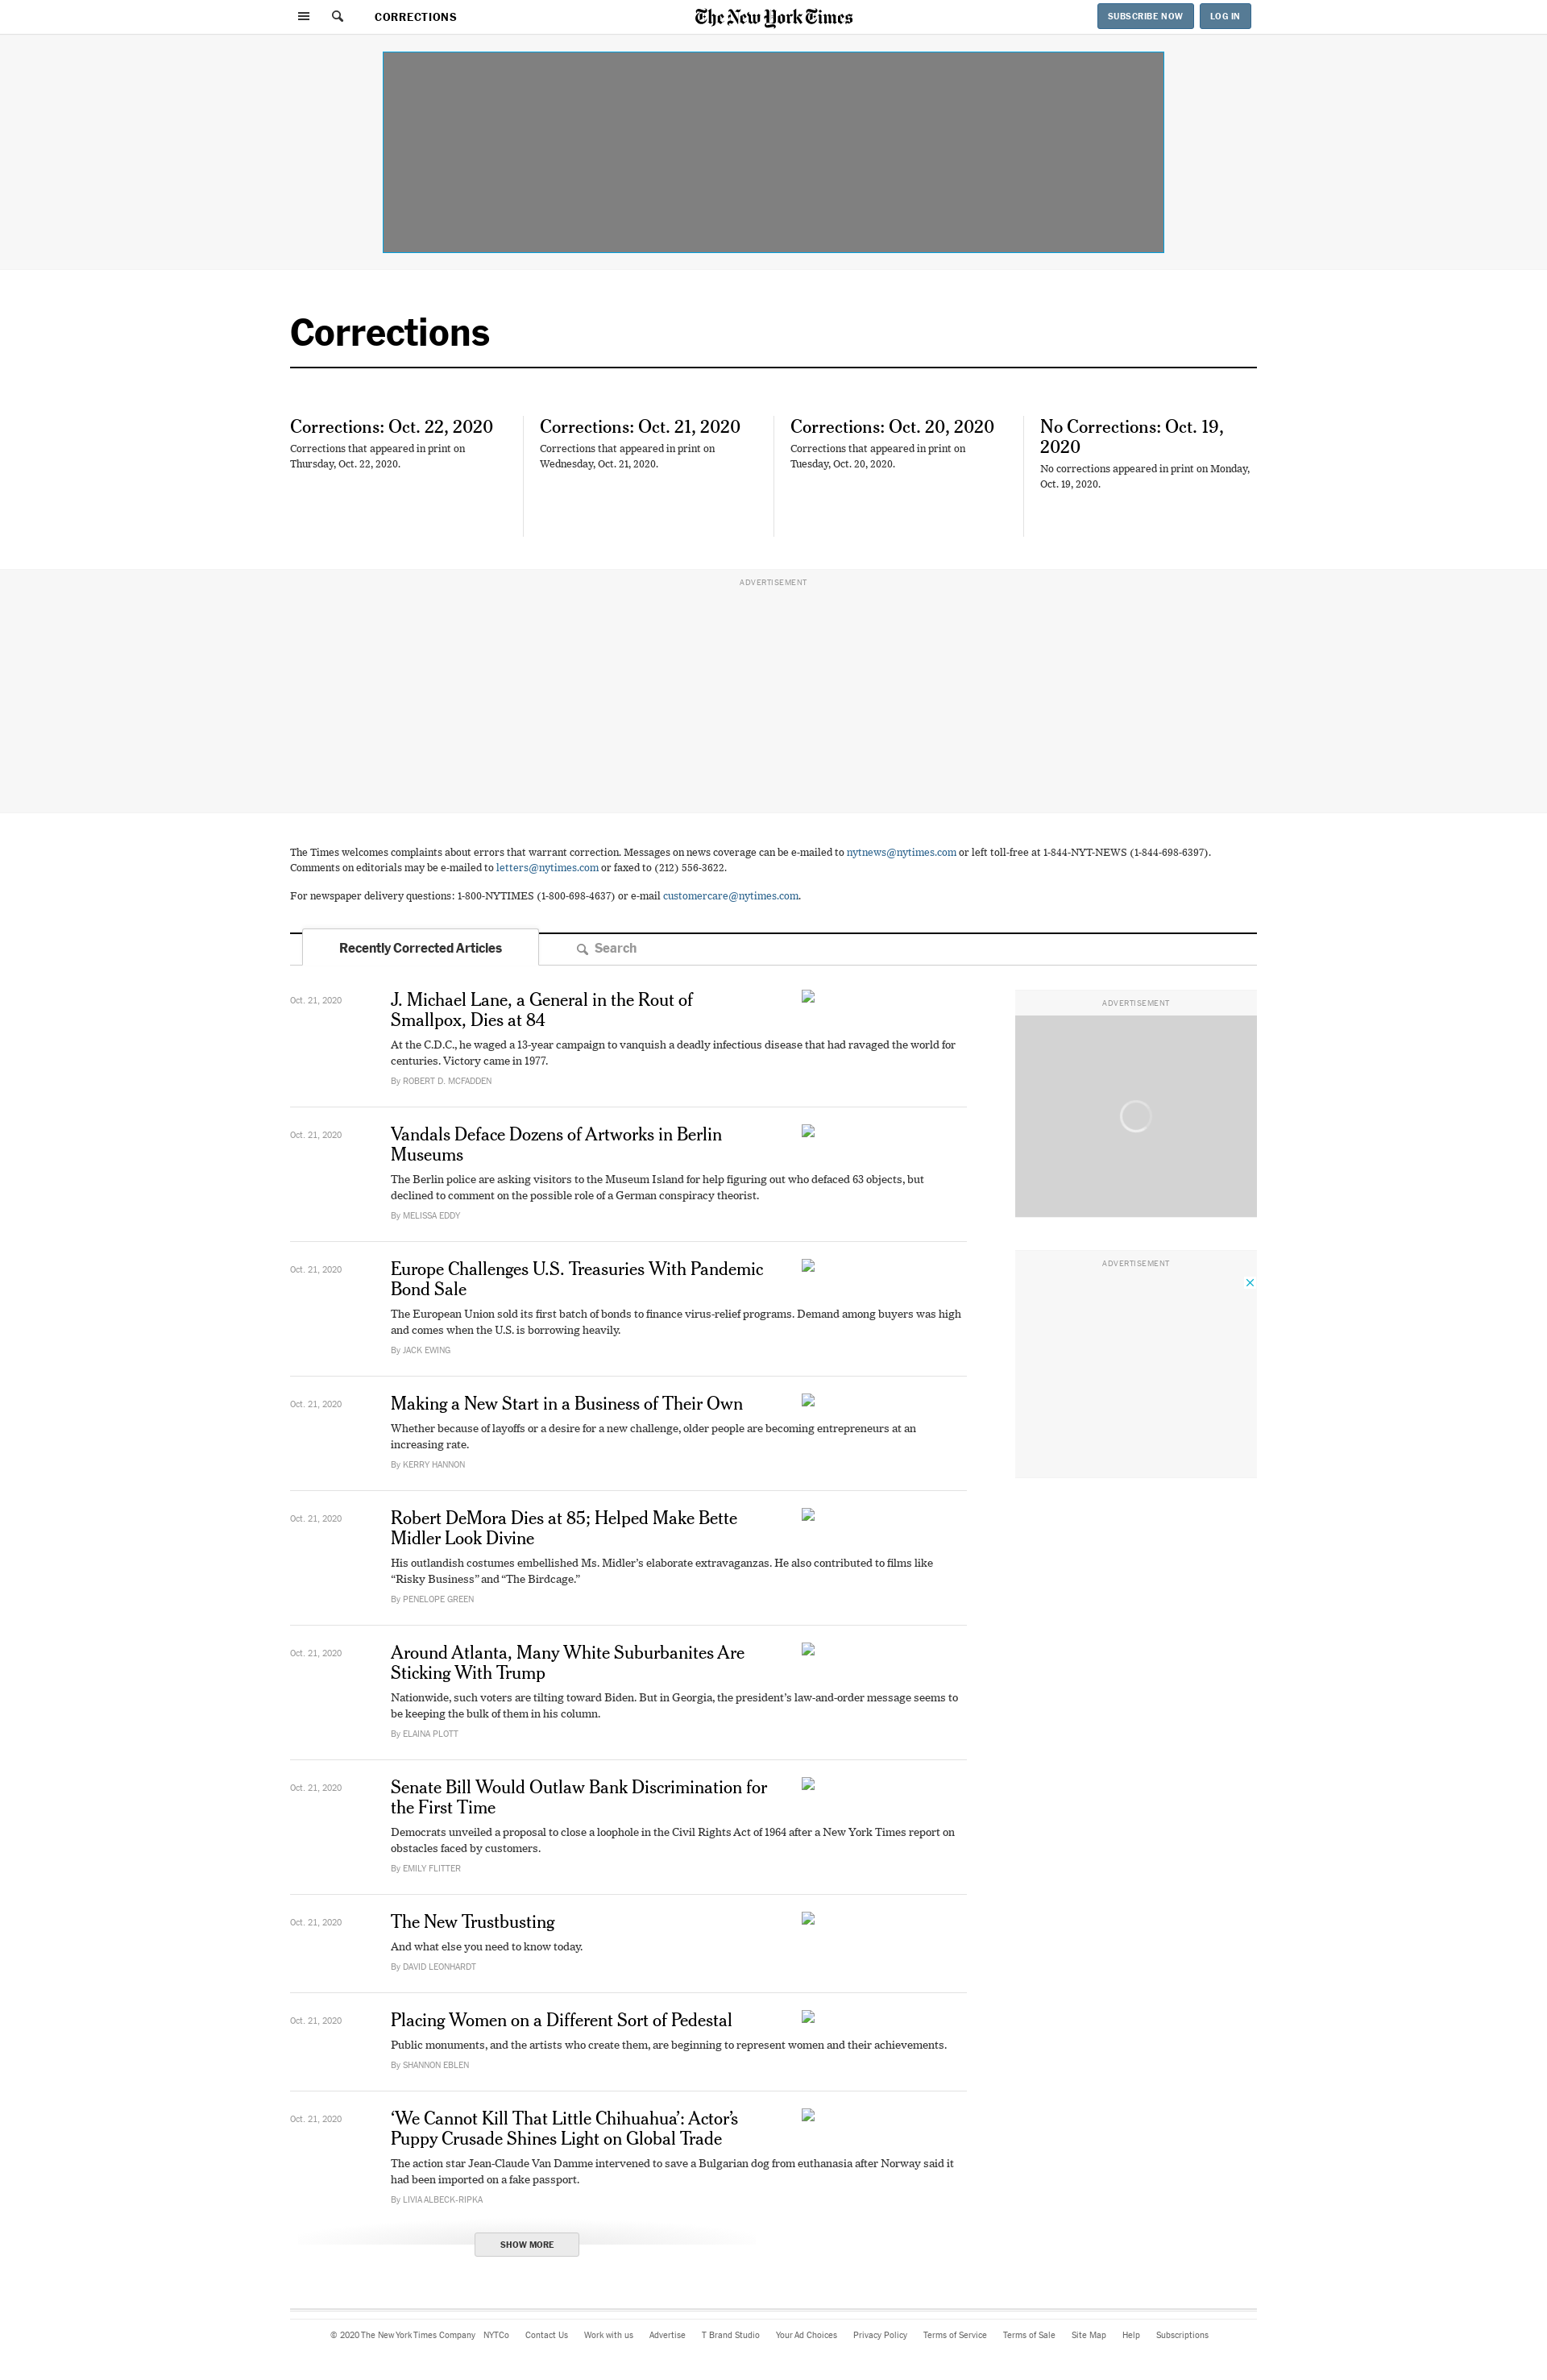 CORRECTIONS
The New York Times
SUBSCRIBE NOW
LOG IN
Corrections
Corrections: Oct. 22, 2020
Corrections that appeared in print on
Thursday, Oct. 22, 2020.
Corrections: Oct. 21, 2020
Corrections that appeared in print on
Wednesday, Oct. 21, 2020.
Corrections: Oct. 20, 2020
Corrections that appeared in print on
Tuesday, Oct. 20, 2020.
No Corrections: Oct. 19,
2020
No corrections appeared in print on Monday,
Oct. 19, 2020.
ADVERTISEMENT
The Times welcomes complaints about errors that warrant correction. Messages on news coverage can be e-mailed to nytnews@nytimes.com or left toll-free at 1-844-NYT-NEWS (1-844-698-6397).
Comments on editorials may be e-mailed to letters@nytimes.com or faxed to (212) 556-3622.
For newspaper delivery questions: 1-800-NYTIMES (1-800-698-4637) or e-mail customercare@nytimes.com.
Recently Corrected Articles
Search
Oct. 21, 2020
J. Michael Lane, a General in the Rout of
Smallpox, Dies at 84
At the C.D.C., he waged a 13-year campaign to vanquish a deadly infectious disease that had ravaged the world for
centuries. Victory came in 1977.
By ROBERT D. MCFADDEN
ADVERTISEMENT
Oct. 21, 2020
Vandals Deface Dozens of Artworks in Berlin
Museums
The Berlin police are asking visitors to the Museum Island for help figuring out who defaced 63 objects, but
declined to comment on the possible role of a German conspiracy theorist.
By MELISSA EDDY
ADVERTISEMENT
Oct. 21, 2020
Europe Challenges U.S. Treasuries With Pandemic
Bond Sale
The European Union sold its first batch of bonds to finance virus-relief programs. Demand among buyers was high
and comes when the U.S. is borrowing heavily.
By JACK EWING
Oct. 21, 2020
Making a New Start in a Business of Their Own
Whether because of layoffs or a desire for a new challenge, older people are becoming entrepreneurs at an
increasing rate.
By KERRY HANNON
Oct. 21, 2020
Robert DeMora Dies at 85; Helped Make Bette
Midler Look Divine
His outlandish costumes embellished Ms. Midler’s elaborate extravaganzas. He also contributed to films like
“Risky Business” and “The Birdcage.”
By PENELOPE GREEN
Oct. 21, 2020
Around Atlanta, Many White Suburbanites Are
Sticking With Trump
Nationwide, such voters are tilting toward Biden. But in Georgia, the president’s law-and-order message seems to
be keeping the bulk of them in his column.
By ELAINA PLOTT
Oct. 21, 2020
Senate Bill Would Outlaw Bank Discrimination for
the First Time
Democrats unveiled a proposal to close a loophole in the Civil Rights Act of 1964 after a New York Times report on
obstacles faced by customers.
By EMILY FLITTER
Oct. 21, 2020
The New Trustbusting
And what else you need to know today.
By DAVID LEONHARDT
Oct. 21, 2020
Placing Women on a Different Sort of Pedestal
Public monuments, and the artists who create them, are beginning to represent women and their achievements.
By SHANNON EBLEN
Oct. 21, 2020
‘We Cannot Kill That Little Chihuahua’: Actor’s
Puppy Crusade Shines Light on Global Trade
The action star Jean-Claude Van Damme intervened to save a Bulgarian dog from euthanasia after Norway said it
had been imported on a fake passport.
By LIVIA ALBECK-RIPKA
SHOW MORE
© 2020 The New York Times Company NYTCo Contact Us Work with us Advertise T Brand Studio Your Ad Choices Privacy Policy Terms of Service Terms of Sale Site Map Help Subscriptions